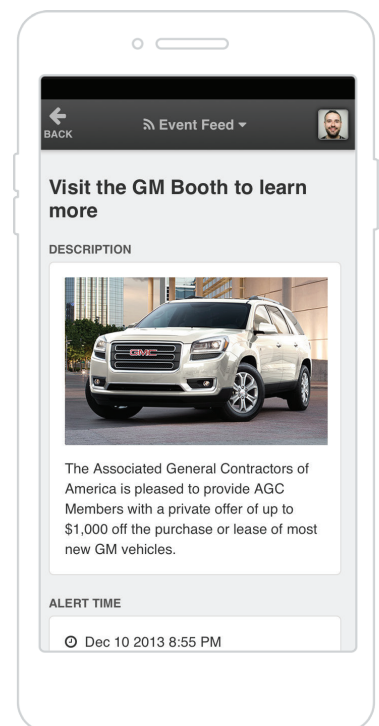 BACK
Event Feed
Visit the GM Booth to learn
more
DESCRIPTION
GMC
The Associated General Contractors of
America is pleased to provide AGC
Members with a private offer of up to
$1,000 off the purchase or lease of most
new GM vehicles.
ALERT TIME
Dec 10 2013 8:55 PM